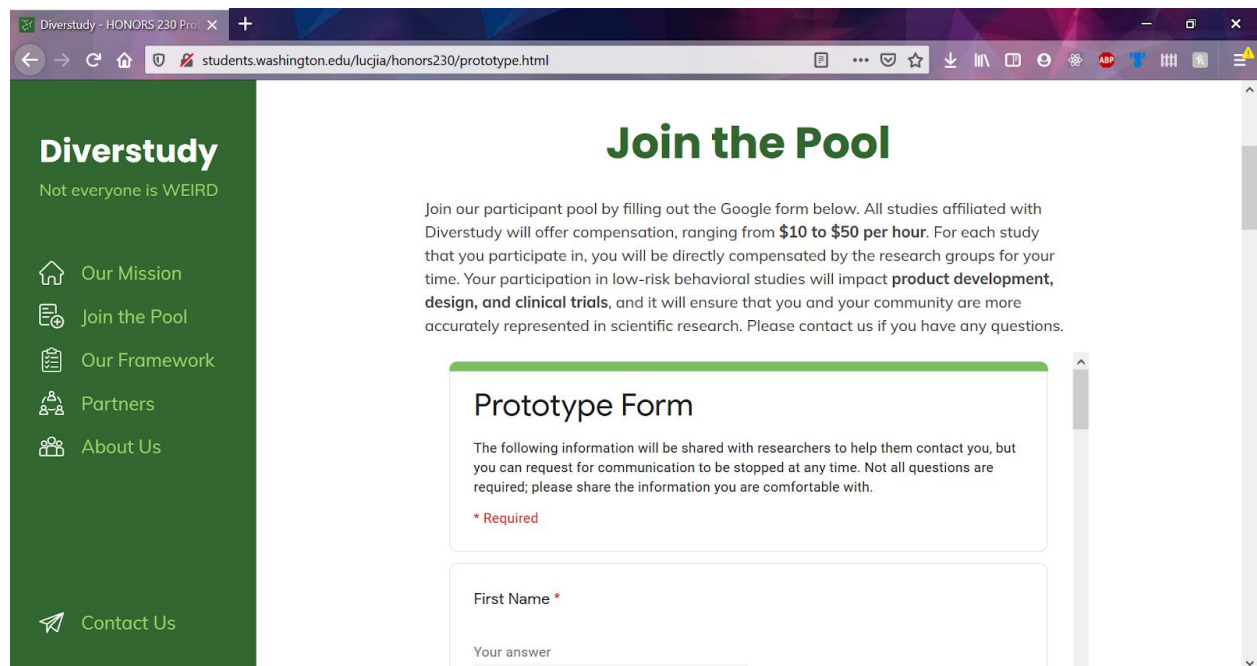 Diverstudy - HONORS 230 Pro
students.washington.edu/lucjia/honors230/prototype.html
ABP
Diverstudy
Not everyone is WEIRD
Our Mission
Join the Pool
Our Framework
Partners
About Us
Contact Us
Join the Pool
Join our participant pool by filling out the Google form below. All studies affiliated with
Diverstudy will offer compensation, ranging from $10 to $50 per hour. For each study
that you participate in, you will be directly compensated by the research groups for your
time. Your participation in low-risk behavioral studies will impact product development,
design, and clinical trials, and it will ensure that you and your community are more
accurately represented in scientific research. Please contact us if you have any questions.
Prototype Form
The following information will be shared with researchers to help them contact you, but
you can request for communication to be stopped at any time. Not all questions are
required; please share the information you are comfortable with.
* Required
First Name *
Your answer